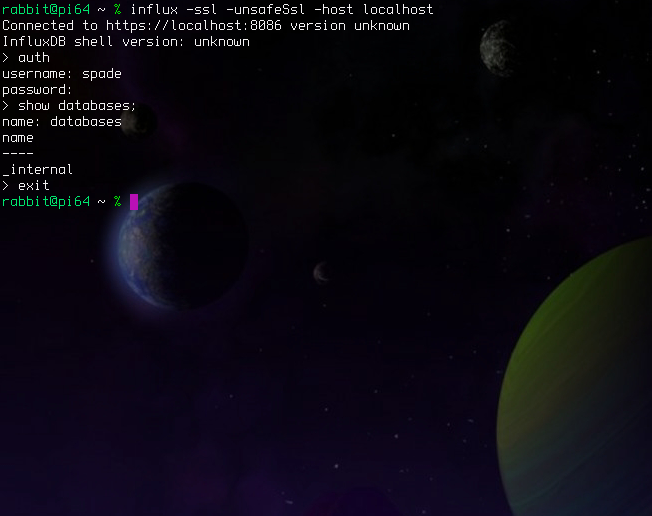 rabbit@pi64 ~ % influx -ssl -unsafeSsl -host localhost
Connected to https://localhost:8086 version unknown
InfluxDB shell version: unknown
> auth
username: spade
password:
> show databases;
name: databases
name
----
_internal
> exit
rabbit@pi64 ~ %